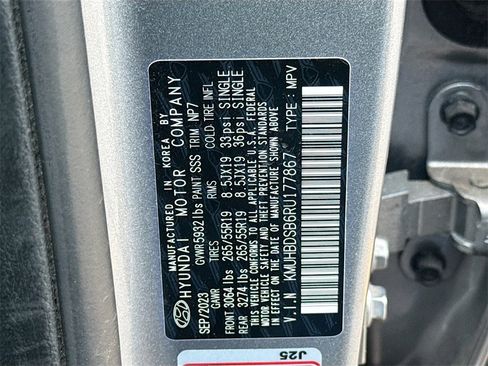 MANUFACTURED IN KOREA BY
HYUNDAI MOTOR COMPANY
SEP/2023 GVWR5932lbs PAINT SSS TRIM NP7
GAWR TIRES RIMS COLD TIRE INFL
FRONT 3064 lbs 265/55R19 8.5JX19 33psi SINGLE
REAR 3274 lbs 265/55R19 8.5JX19 36psi SINGLE
THIS VEHICLE CONFORMS TO ALL APPLICABLE U.S.A. FEDERAL
MOTOR VEHICLE SAFETY, BUMPER, AND THEFT PREVENTION
STANDARDS IN EFFECT ON THE DATE OF MANUFACTURE SHOWN ABOVE
V.I.N : KMUHBDSB6RU177867 TYPE : MPV
J25